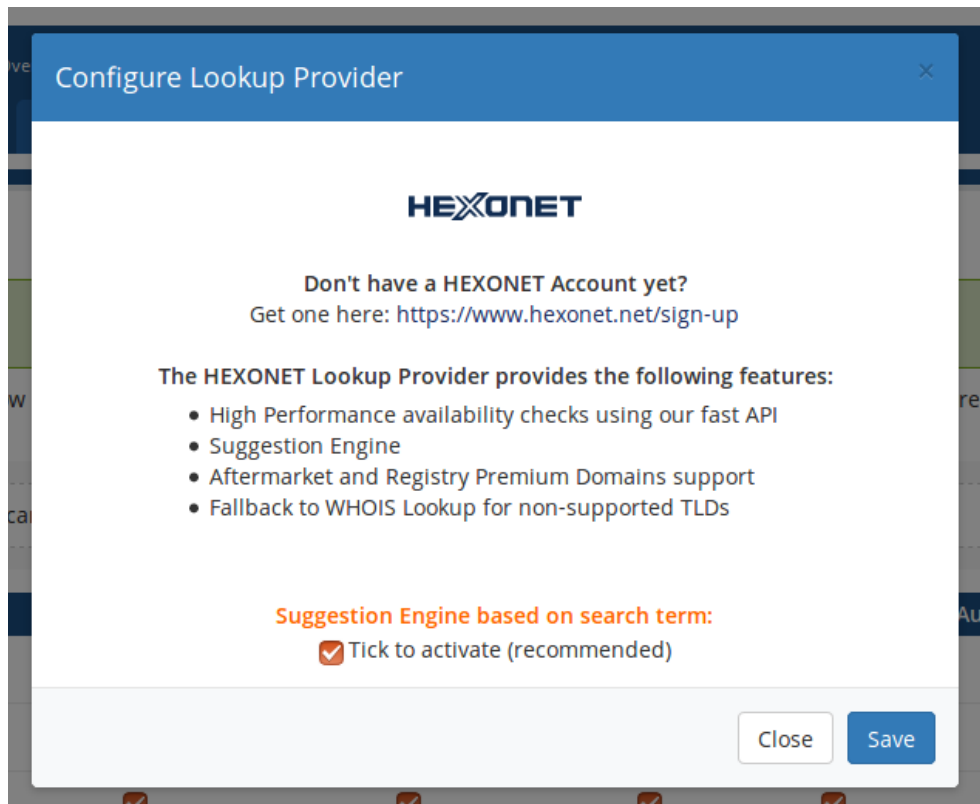 Configure Lookup Provider
×
HEXONET
Don't have a HEXONET Account yet?
Get one here: https://www.hexonet.net/sign-up
The HEXONET Lookup Provider provides the following features:
• High Performance availability checks using our fast API
• Suggestion Engine
• Aftermarket and Registry Premium Domains support
• Fallback to WHOIS Lookup for non-supported TLDs
Suggestion Engine based on search term:
Tick to activate (recommended)
Close
Save